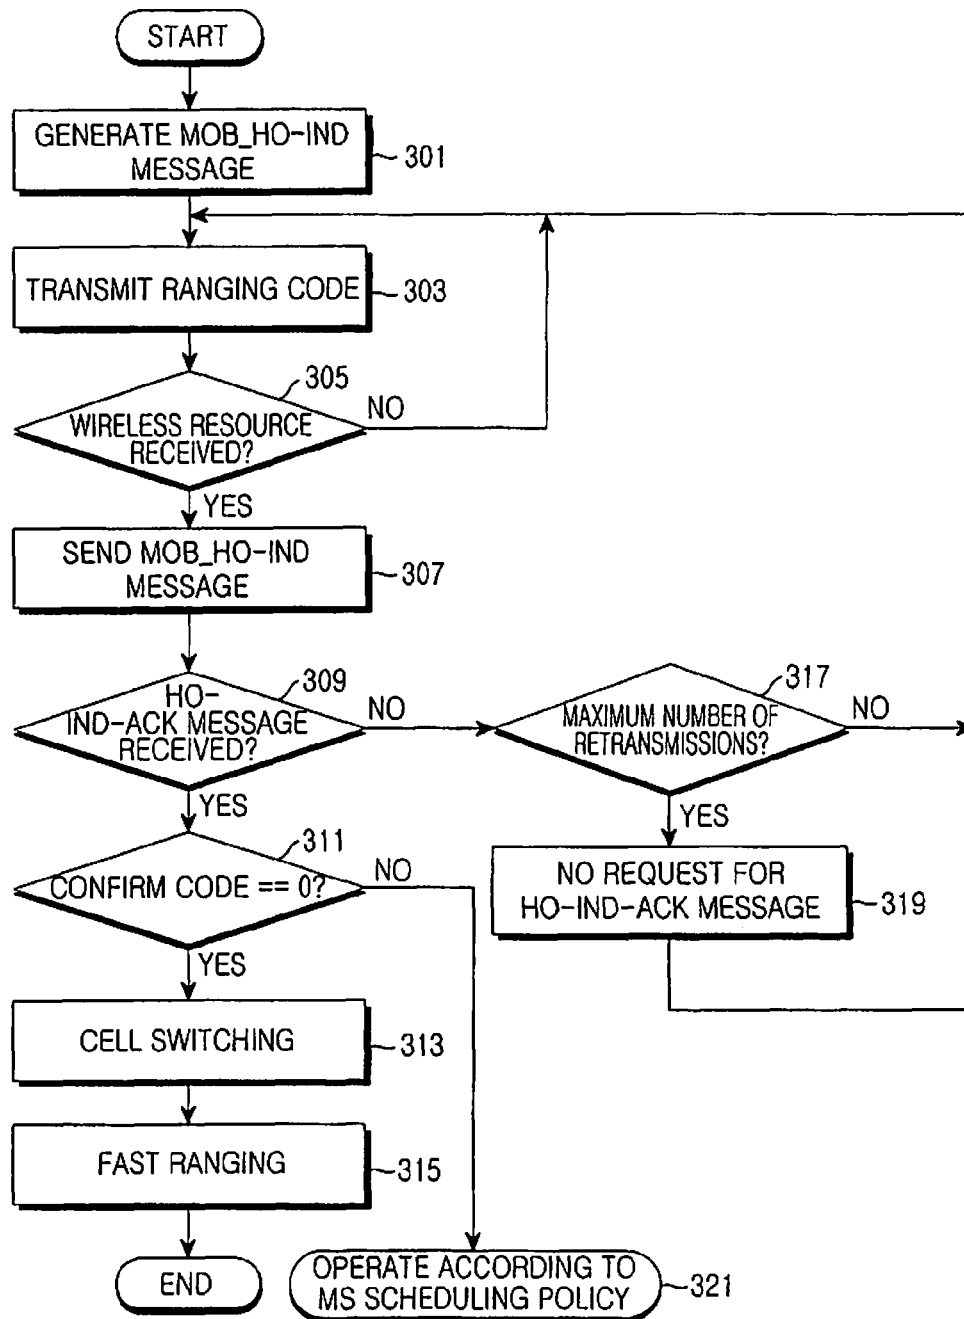 START
GENERATE MOB_HO-IND
MESSAGE
301
TRANSMIT RANGING CODE
303
305
WIRELESS RESOURCE
RECEIVED?
NO
YES
SEND MOB_HO-IND
MESSAGE
307
HO-
IND-ACK MESSAGE
RECEIVED?
309
NO
YES
317
MAXIMUM NUMBER OF
RETRANSMISSIONS?
NO
YES
311
CONFIRM CODE == 0?
NO
YES
NO REQUEST FOR
HO-IND-ACK MESSAGE
319
CELL SWITCHING
313
FAST RANGING
315
END
OPERATE ACCORDING TO
MS SCHEDULING POLICY
321